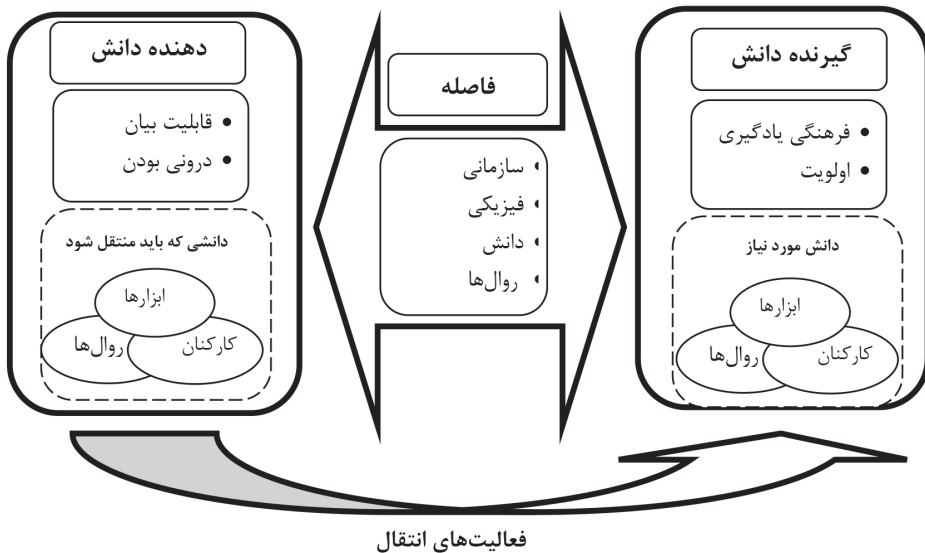 گیرنده دانش
• فرهنگی یادگیری
• اولویت
دانش مورد نیاز
ابزارها
کارکنان
روال‌ها
فاصله
سازمانی
فیزیکی
دانش
روال‌ها
دهنده دانش
• قابلیت بیان
• درونی بودن
دانشی که باید منتقل شود
ابزارها
کارکنان
روال‌ها
فعالیت‌های انتقال